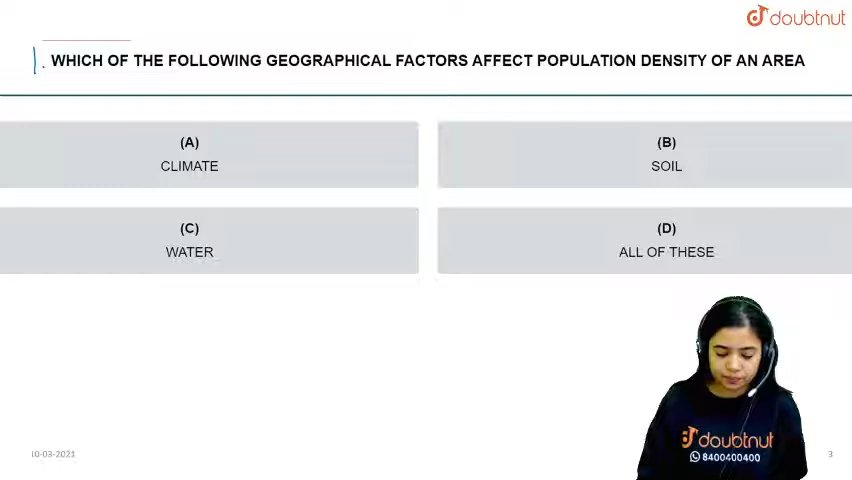 doubtnut
1. WHICH OF THE FOLLOWING GEOGRAPHICAL FACTORS AFFECT POPULATION DENSITY OF AN AREA
(A)
CLIMATE
(B)
SOIL
(C)
WATER
(D)
ALL OF THESE
doubtnut
8400400400
10-03-2021
3